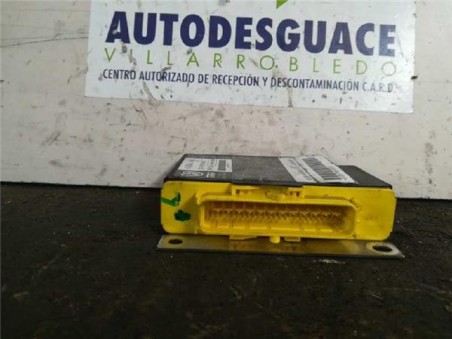 AUTODESGUACE
VILLARROBLEDO
CENTRO AUTORIZADO DE RECEPCIÓN Y DESCONTAMINACIÓN C.A.R.D.